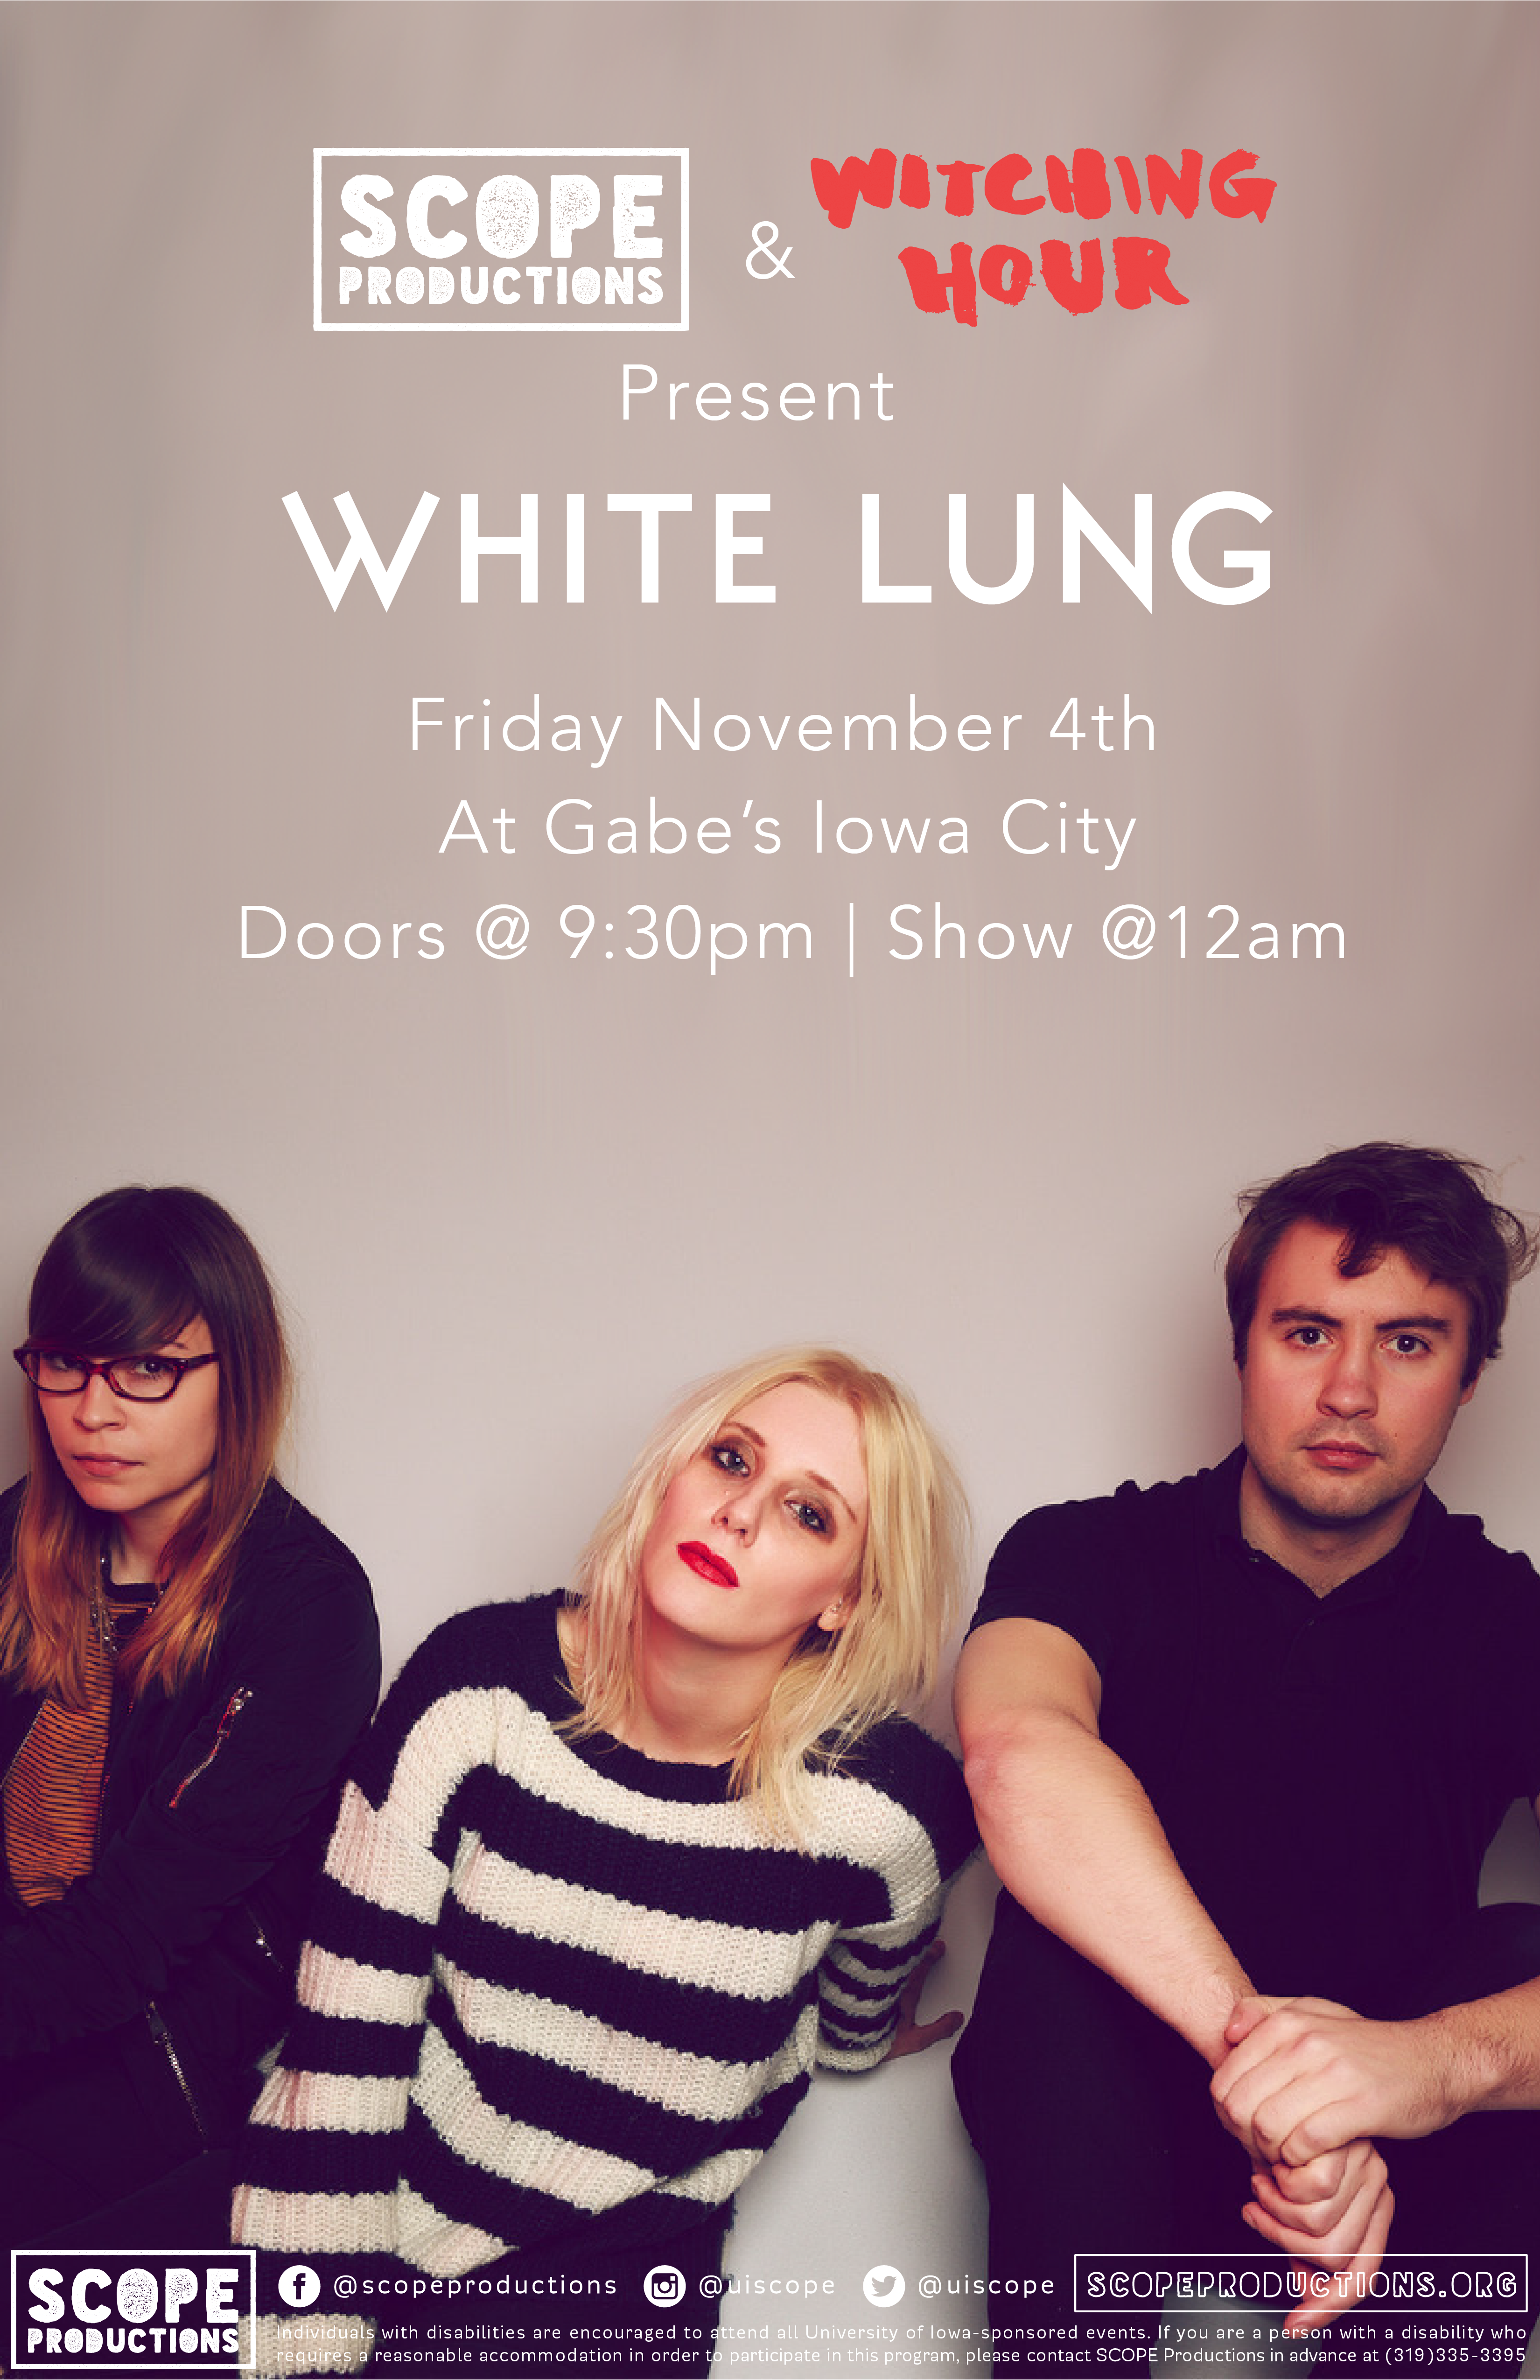 SCOPE
PRODUCTIONS
&
WITCHING
HOUR
Present
WHITE LUNG
Friday November 4th
At Gabe’s Iowa City
Doors @ 9:30pm | Show @12am
SCOPE
PRODUCTIONS
@scopeproductions @uiscope @uiscope SCOPEPRODUCTIONS.ORG
Individuals with disabilities are encouraged to attend all University of Iowa-sponsored events. If you are a person with a disability who
requires a reasonable accommodation in order to participate in this program, please contact SCOPE Productions in advance at (319)335-3395